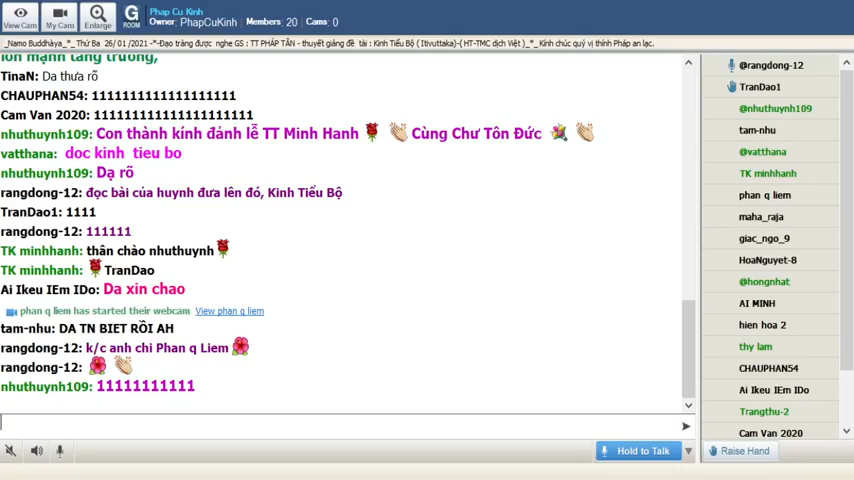 View Cam
My Cam
Enlarge
G
ROOM
Phap Cu Kinh
Owner: PhapCuKinh Members: 20 Cams: 0
_Namo Buddhàya_*_ Thứ Ba 26/ 01 /2021 -*-Đạo tràng được nghe GS : TT PHÁP TÂN - thuyết giảng đề tài : Kinh Tiểu Bộ ( Itivuttaka)-( HT-TMC dịch Việt )_*_ Kính chúc quý vị thính Pháp an lạc.
lớn mạnh tăng trưởng,
TinaN: Da thưa rõ
CHAUPHAN54: 1111111111111111111
Cam Van 2020: 111111111111111111111
nhuthuynh109: Con thành kính đảnh lễ TT Minh Hanh Cùng Chư Tôn Đức
vatthana: doc kinh tieu bo
nhuthuynh109: Dạ rõ
rangdong-12: đọc bài của huynh đưa lên đó, Kinh Tiểu Bộ
TranDao1: 1111
rangdong-12: 111111
TK minhhanh: thân chào nhuthuynh
TK minhhanh: TranDao
Ai Ikeu IEm IDo: Da xin chao
phan q liem has started their webcam View phan q liem
tam-nhu: DA TN BIET RỒI AH
rangdong-12: k/c anh chi Phan q Liem
rangdong-12:
nhuthuynh109: 11111111111
Hold to Talk
@rangdong-12
TranDao1
@nhuthuynh109
tam-nhu
@vatthana
TK minhhanh
phan q liem
maha_raja
giac_ngo_9
HoaNguyet-8
@hongnhat
AI MINH
hien hoa 2
thy lam
CHAUPHAN54
Ai Ikeu IEm IDo
Trangthu-2
Cam Van 2020
Raise Hand